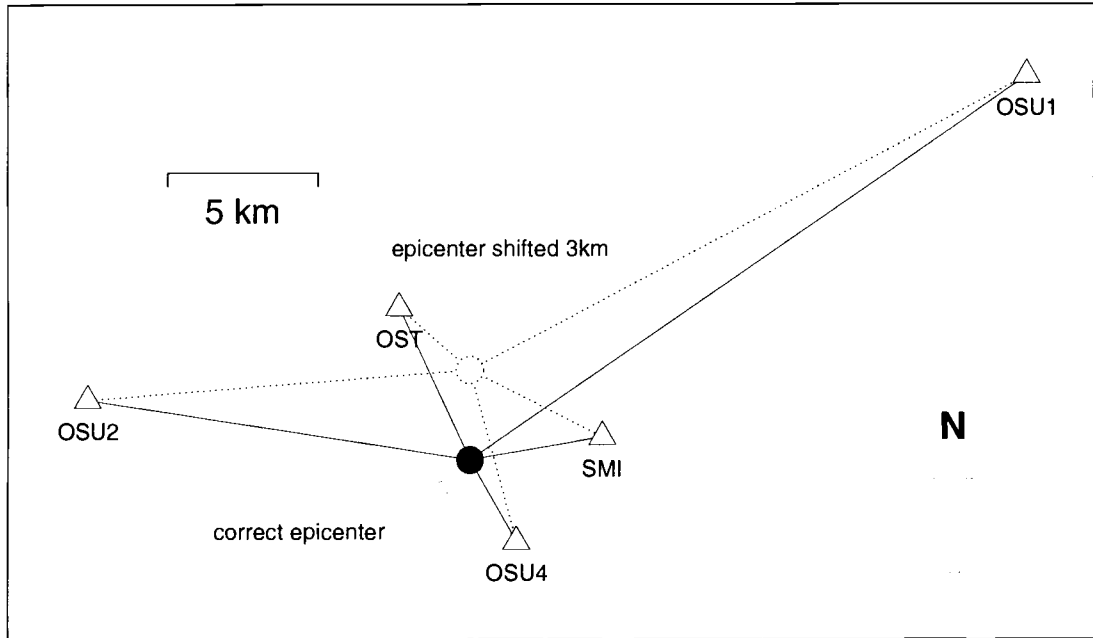 OSU1
5 km
epicenter shifted 3km
OST
OSU2
N
SMI
correct epicenter
OSU4